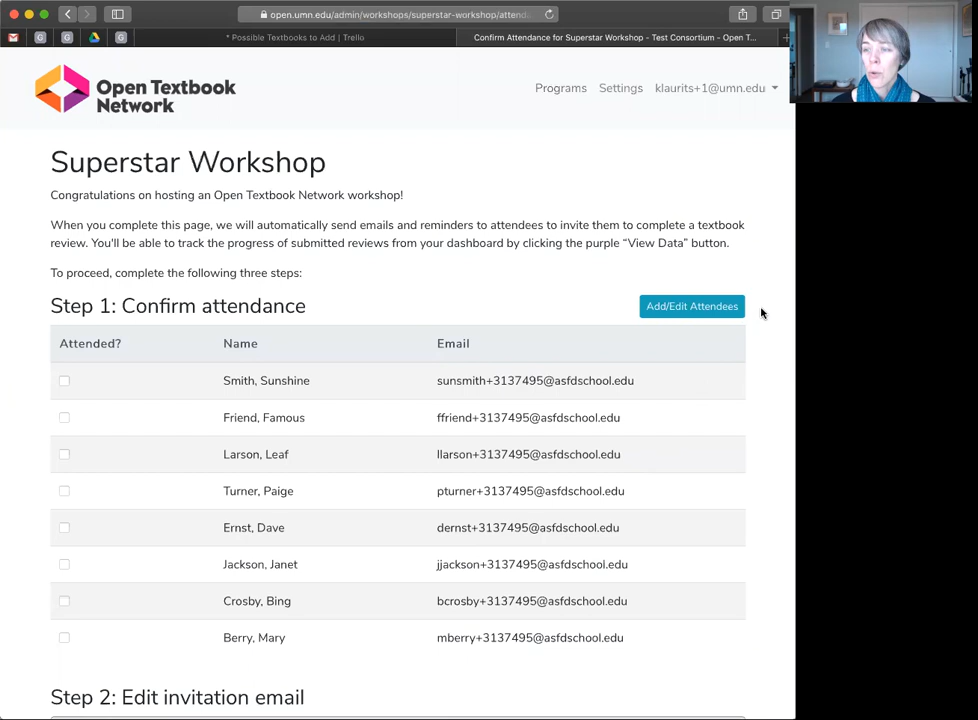 open.umn.edu/admin/workshops/superstar-workshop/attend
* Possible Textbooks to Add | Trello
Confirm Attendance for Superstar Workshop - Test Consortium - Open T...
Open Textbook
Network
Programs
Settings
klaurits+1@umn.edu
Superstar Workshop
Congratulations on hosting an Open Textbook Network workshop!
When you complete this page, we will automatically send emails and reminders to attendees to invite them to complete a textbook
review. You'll be able to track the progress of submitted reviews from your dashboard by clicking the purple “View Data” button.
To proceed, complete the following three steps:
Step 1: Confirm attendance
Add/Edit Attendees
Attended? Name Email
Smith, Sunshine sunsmith+3137495@asfdschool.edu
Friend, Famous ffriend+3137495@asfdschool.edu
Larson, Leaf llarson+3137495@asfdschool.edu
Turner, Paige pturner+3137495@asfdschool.edu
Ernst, Dave dernst+3137495@asfdschool.edu
Jackson, Janet jjackson+3137495@asfdschool.edu
Crosby, Bing bcrosby+3137495@asfdschool.edu
Berry, Mary mberry+3137495@asfdschool.edu
Step 2: Edit invitation email